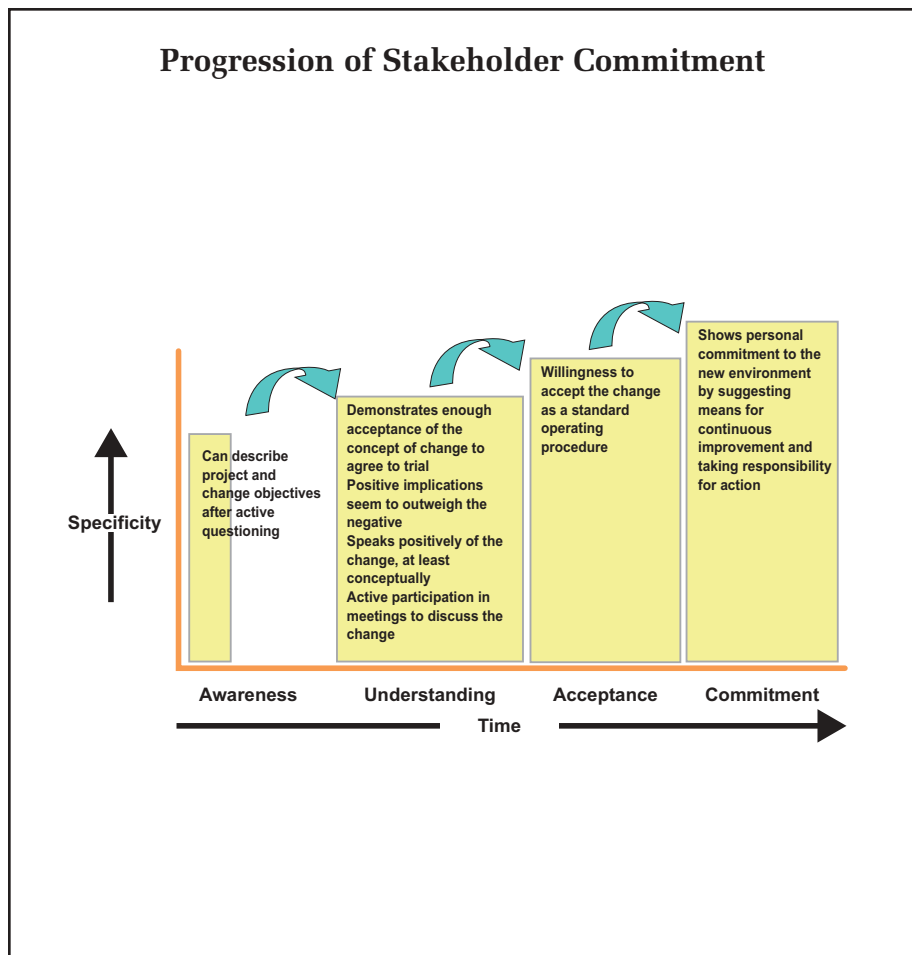 Progression of Stakeholder Commitment
Specificity
Can describe
project and
change objectives
after active
questioning
Demonstrates enough
acceptance of the
concept of change to
agree to trial
Positive implications
seem to outweigh the
negative
Speaks positively of the
change, at least
conceptually
Active participation in
meetings to discuss the
change
Willingness to
accept the change
as a standard
operating
procedure
Shows personal
commitment to the
new environment
by suggesting
means for
continuous
improvement and
taking responsibility
for action
Awareness
Understanding
Acceptance
Commitment
Time